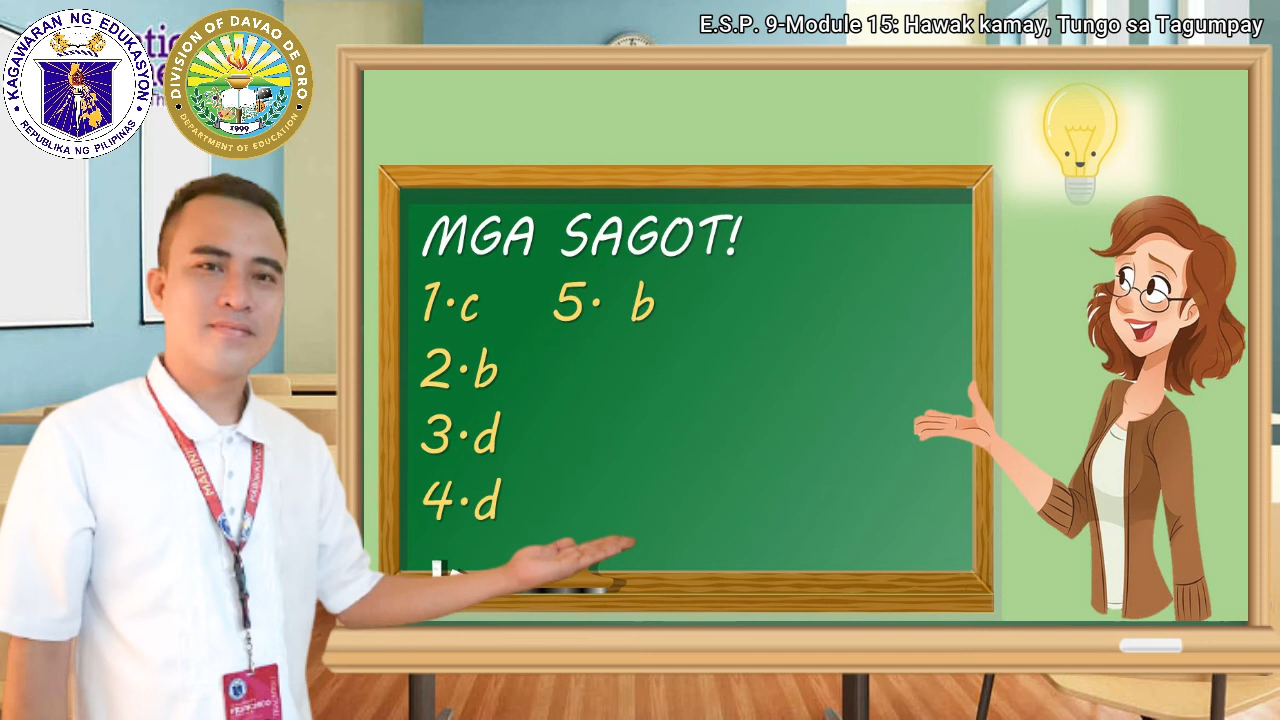 E.S.P. 9-Module 15: Hawak kamay, Tungo sa Tagumpay
KAGAWARAN NG EDUKASYON
REPUBLIKA NG PILIPINAS
DIVISION OF DAVAO DE ORO
1999
DEPARTMENT OF EDUCATION
MGA SAGOT!
1.c 5. b
2.b
3.d
4.d